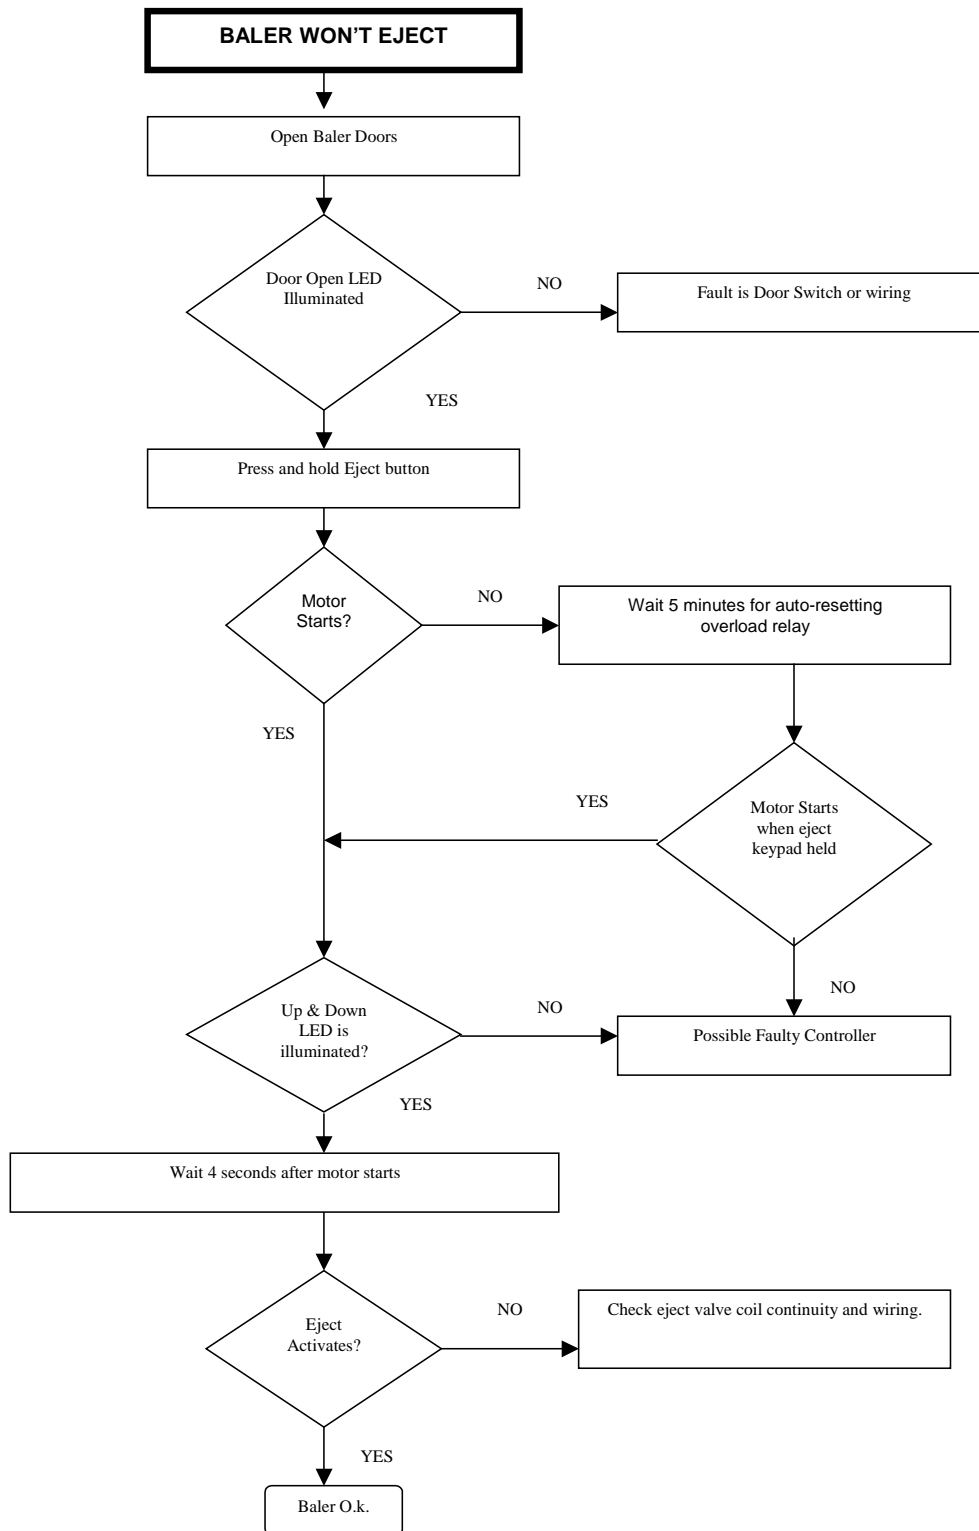 BALER WON'T EJECT
Open Baler Doors
Door Open LED
Illuminated
NO
Fault is Door Switch or wiring
YES
Press and hold Eject button
Motor
Starts?
NO
Wait 5 minutes for auto-resetting
overload relay
YES
YES
Motor Starts
when eject
keypad held
NO
Up & Down
LED is
illuminated?
NO
Possible Faulty Controller
YES
Wait 4 seconds after motor starts
Eject
Activates?
NO
Check eject valve coil continuity and wiring.
YES
Baler O.k.